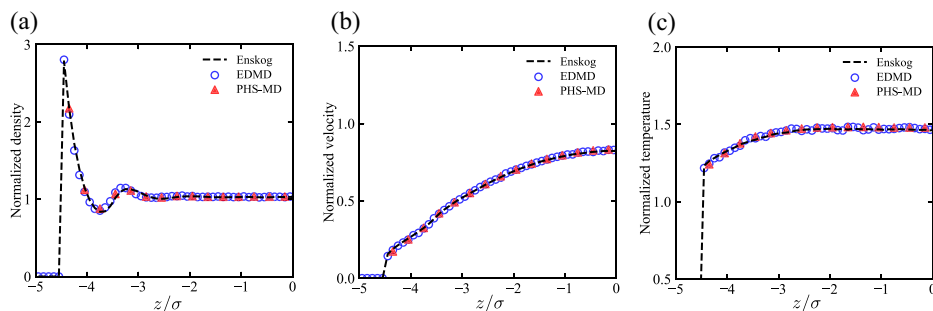 (a)
3
2
1
0
Normalized density
Enskog
EDMD
PHS-MD
−5 −4 −3 −2 −1 0
z/σ
(b)
1.5
1.0
0.5
0.0
Normalized velocity
Enskog
EDMD
PHS-MD
−5 −4 −3 −2 −1 0
z/σ
(c)
2.0
1.5
1.0
0.5
Normalized temperature
Enskog
EDMD
PHS-MD
−5 −4 −3 −2 −1 0
z/σ